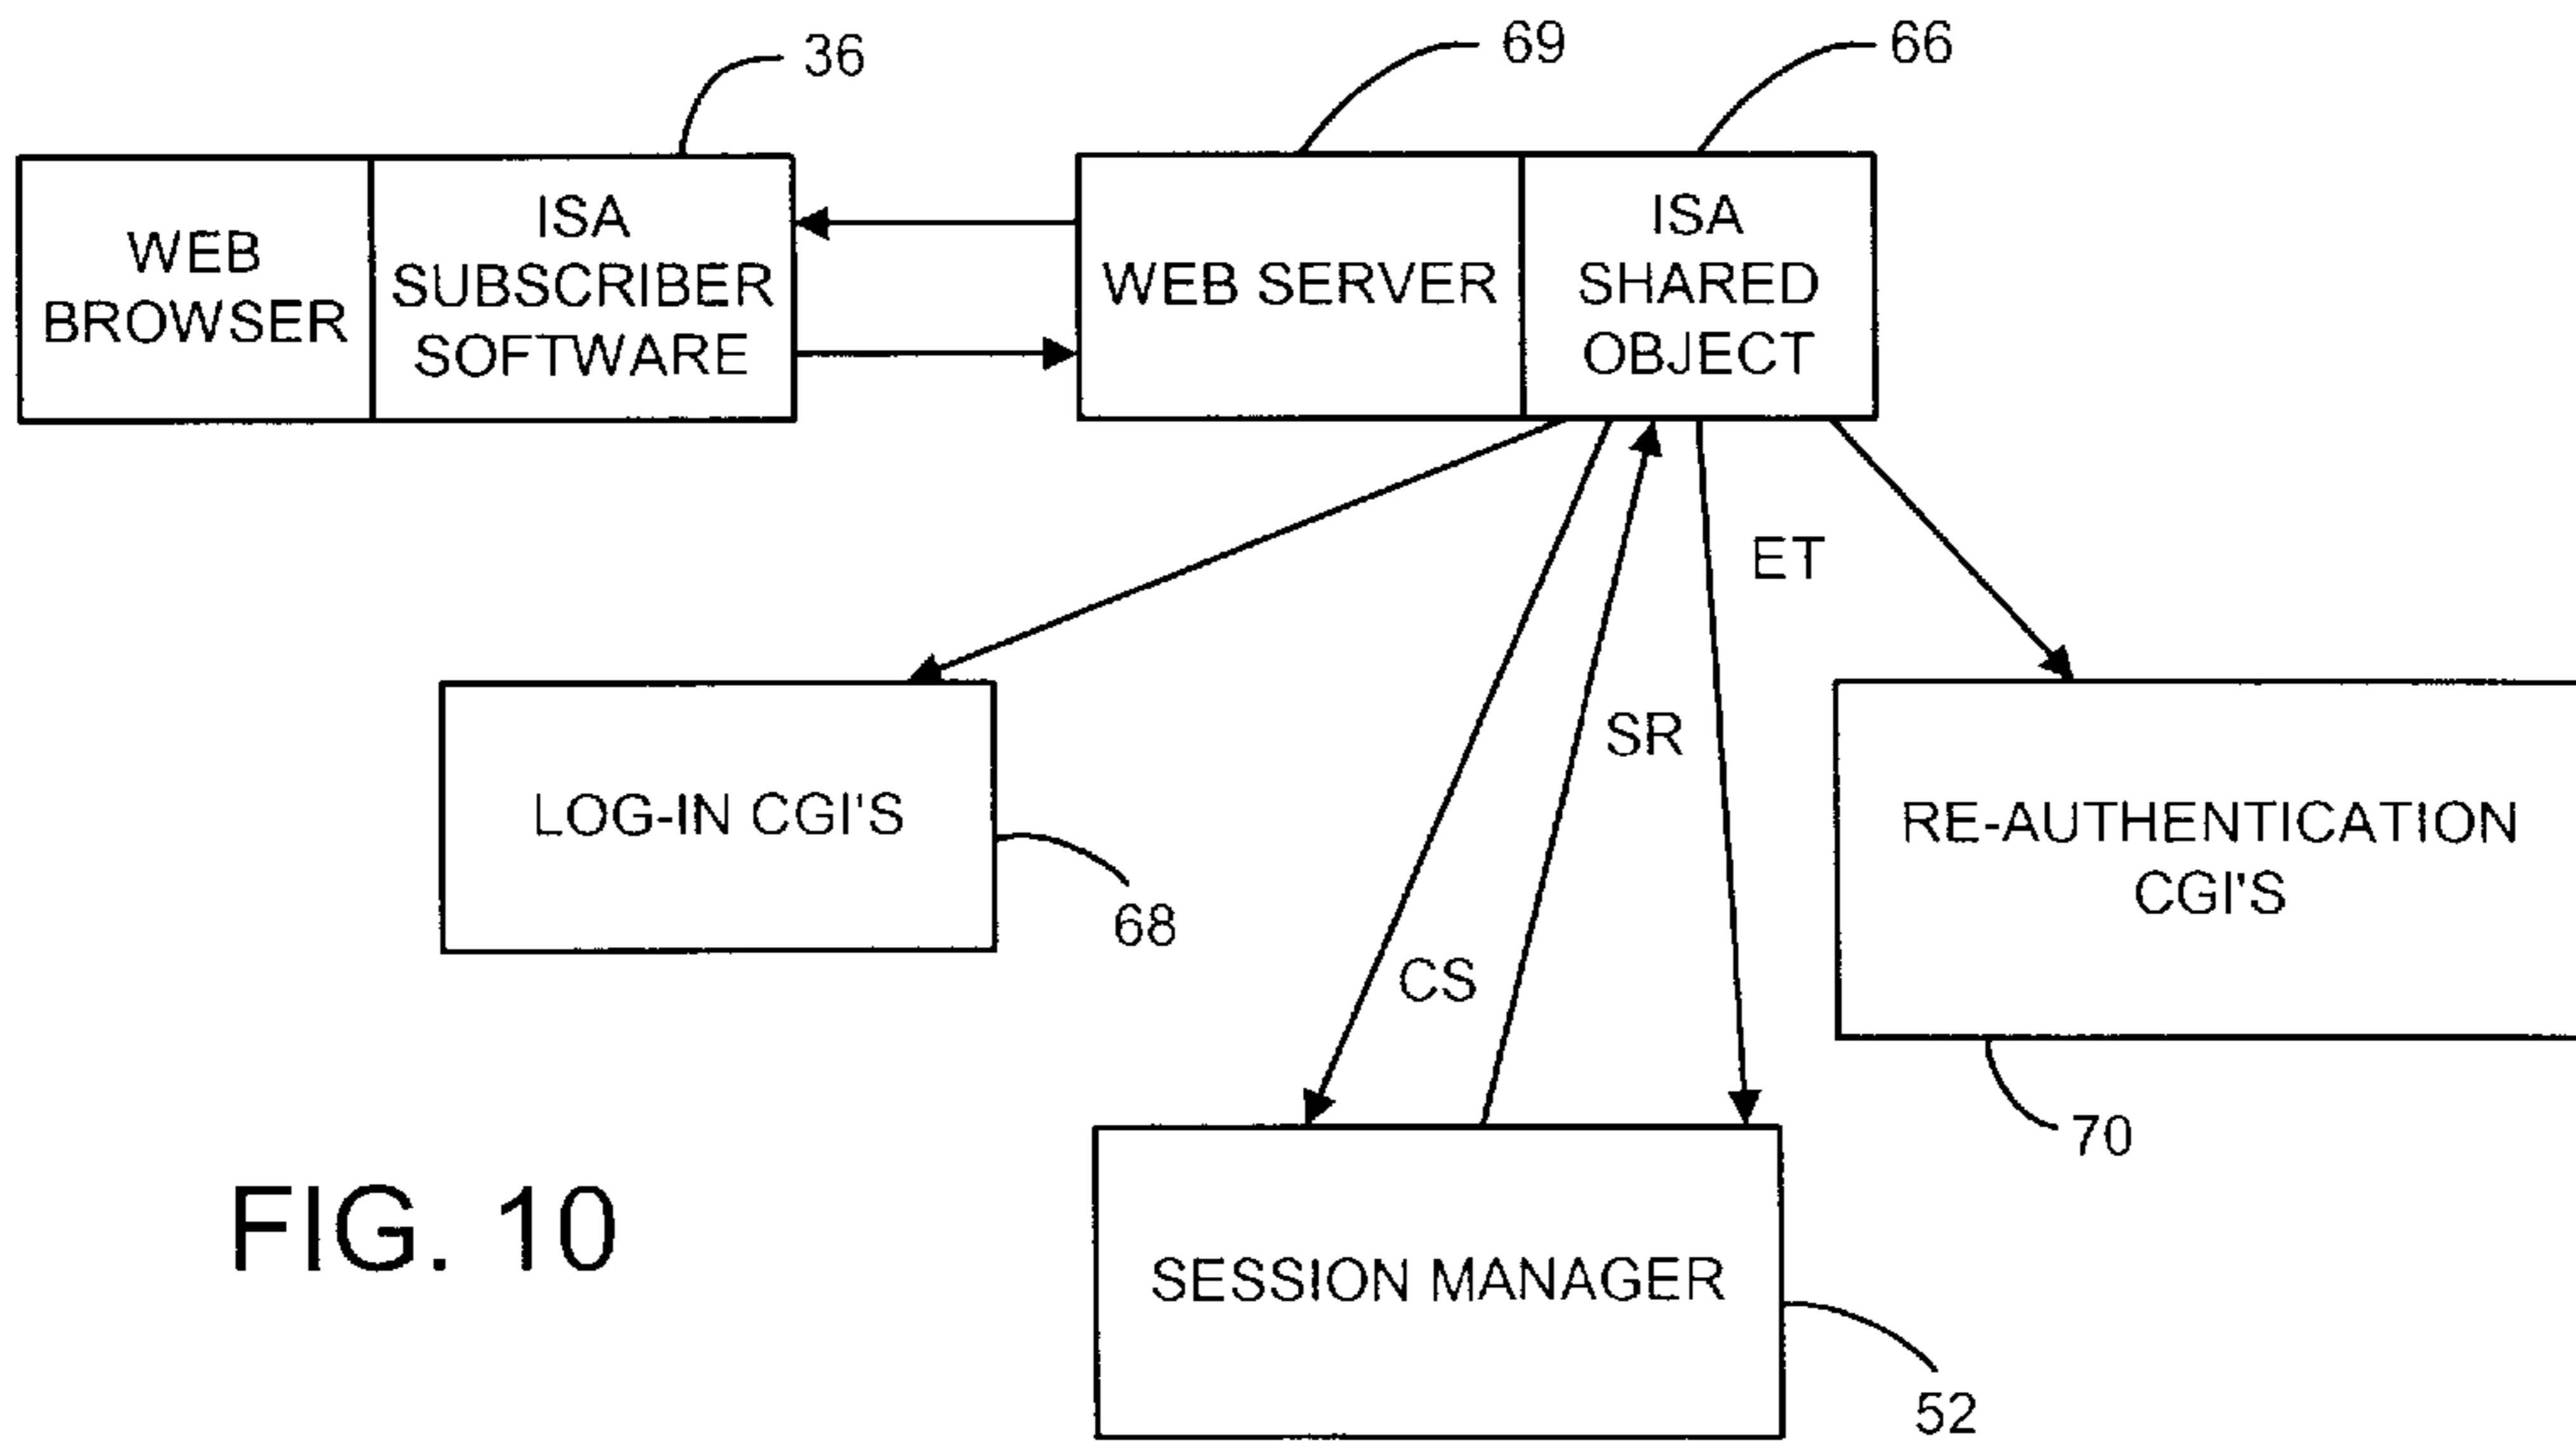 36
69
66
WEB
BROWSER
ISA
SUBSCRIBER
SOFTWARE
WEB SERVER
ISA
SHARED
OBJECT
ET
SR
CS
LOG-IN CGI'S
68
RE-AUTHENTICATION
CGI'S
70
SESSION MANAGER
52
FIG. 10